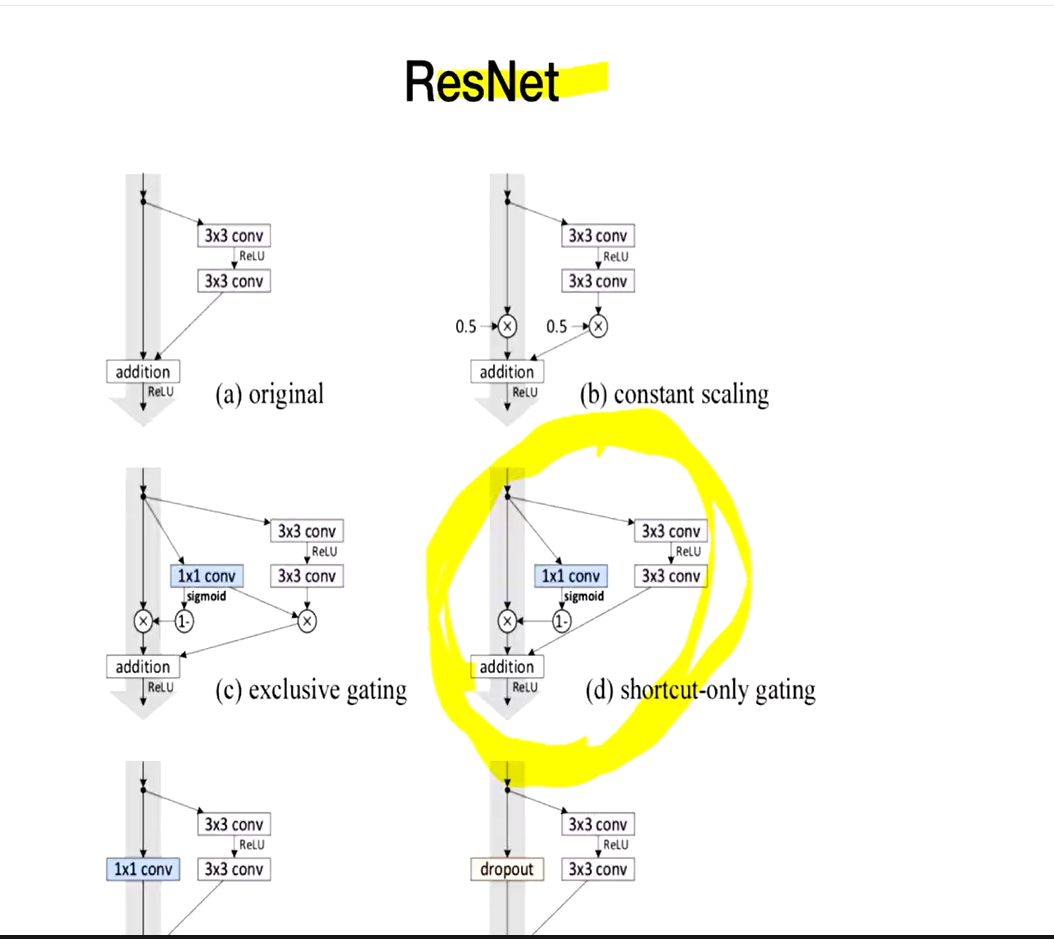 ResNet
3x3 conv
ReLU
3x3 conv
addition
ReLU
(a) original
3x3 conv
ReLU
3x3 conv
0.5
0.5
addition
ReLU
(b) constant scaling
3x3 conv
ReLU
1x1 conv
3x3 conv
sigmoid
1-
addition
ReLU
(c) exclusive gating
3x3 conv
ReLU
1x1 conv
3x3 conv
sigmoid
1-
addition
ReLU
(d) shortcut-only gating
3x3 conv
ReLU
1x1 conv
3x3 conv
3x3 conv
ReLU
dropout
3x3 conv